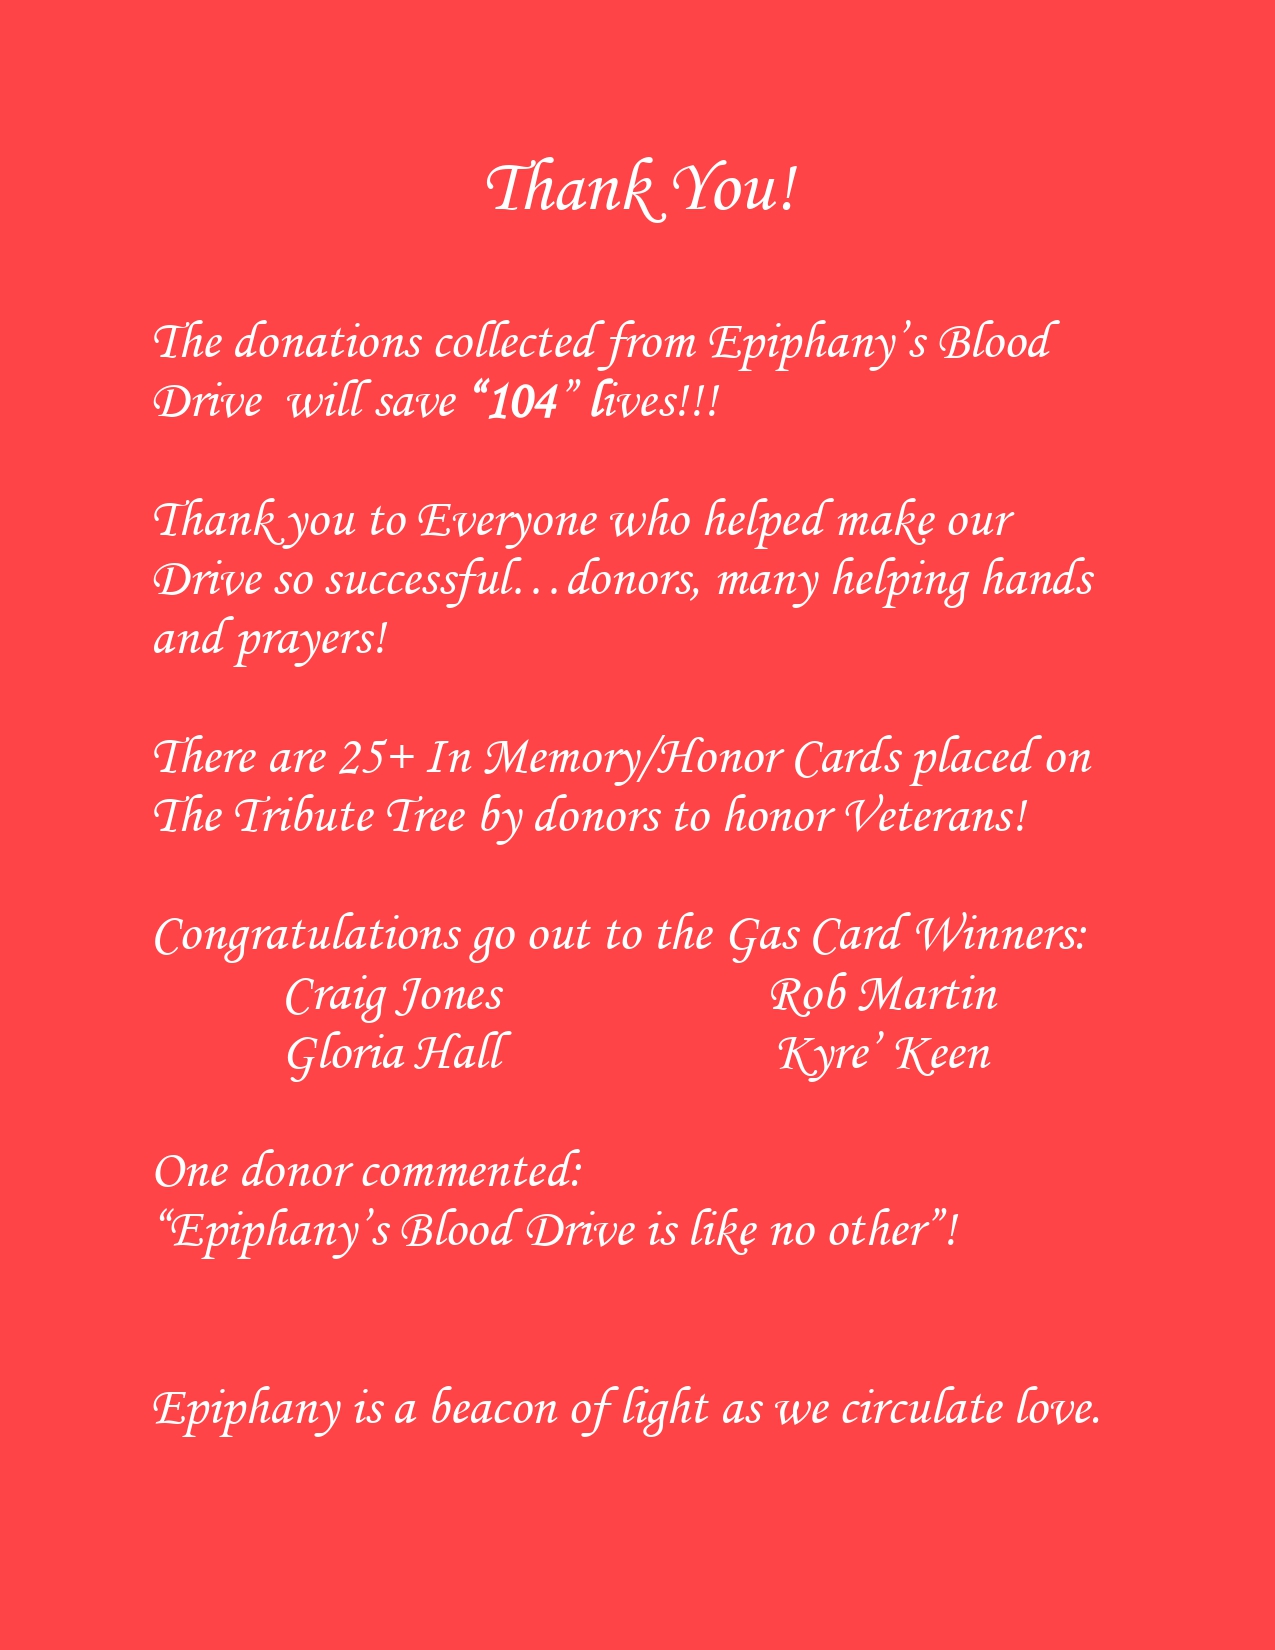 Thank You!
The donations collected from Epiphany’s Blood
Drive  will save “104” lives!!!
Thank you to Everyone who helped make our
Drive so successful…donors, many helping hands
and prayers!
There are 25+ In Memory/Honor Cards placed on
The Tribute Tree by donors to honor Veterans!
Congratulations go out to the Gas Card Winners:
Craig Jones Rob Martin
Gloria Hall Kyre’ Keen
One donor commented:
“Epiphany’s Blood Drive is like no other”!
Epiphany is a beacon of light as we circulate love.